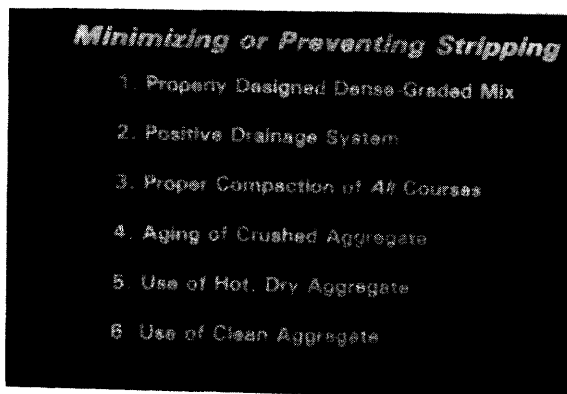 Minimizing or Preventing Stripping
1. Properly Designed Dense-Graded Mix
2. Positive Drainage System
3. Proper Compaction of All Courses
4. Aging of Crushed Aggregate
5. Use of Hot, Dry Aggregate
6. Use of Clean Aggregate